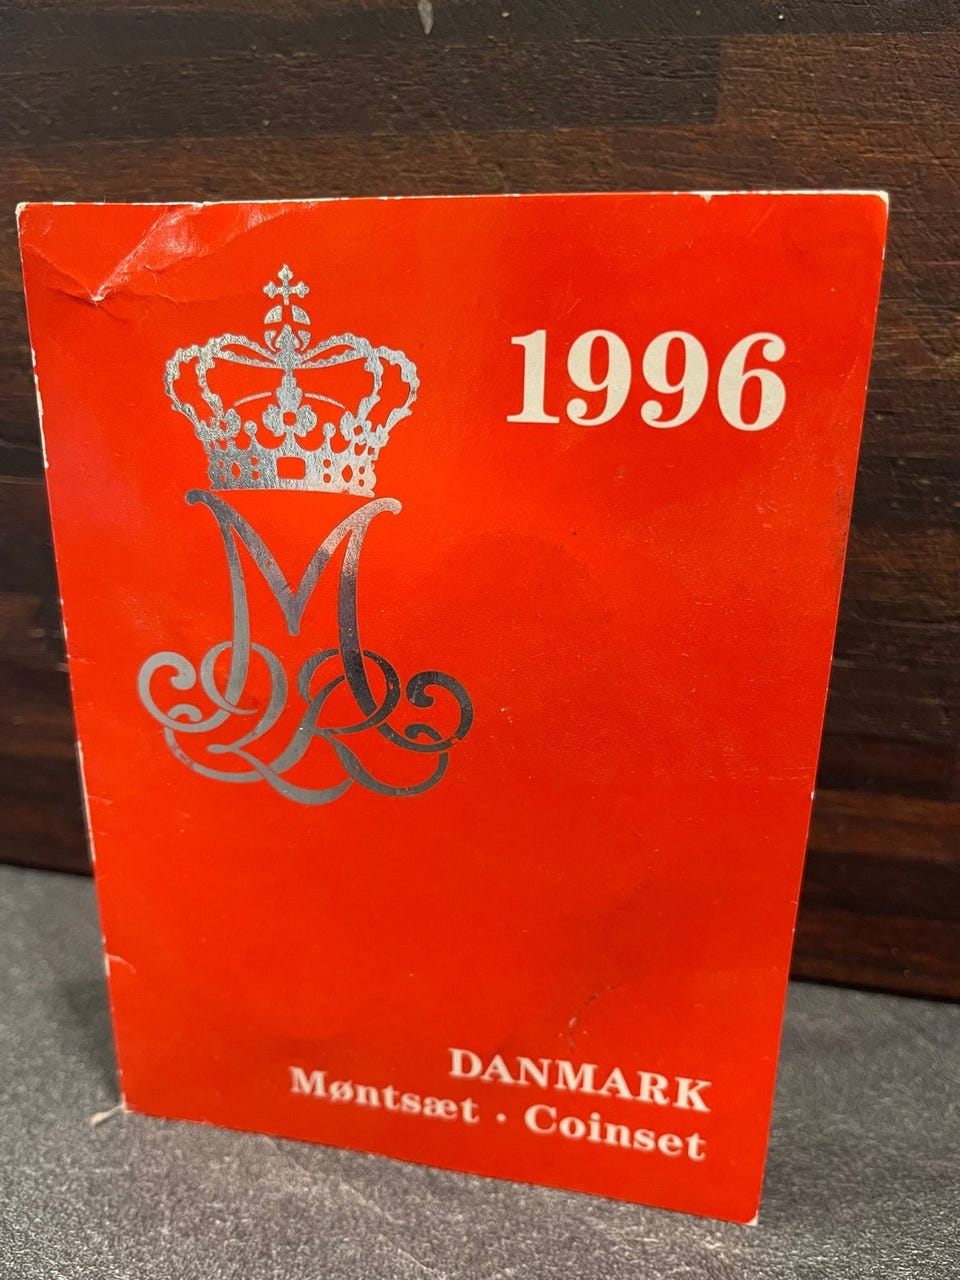 1996
DANMARK
Møntsæt · Coinset